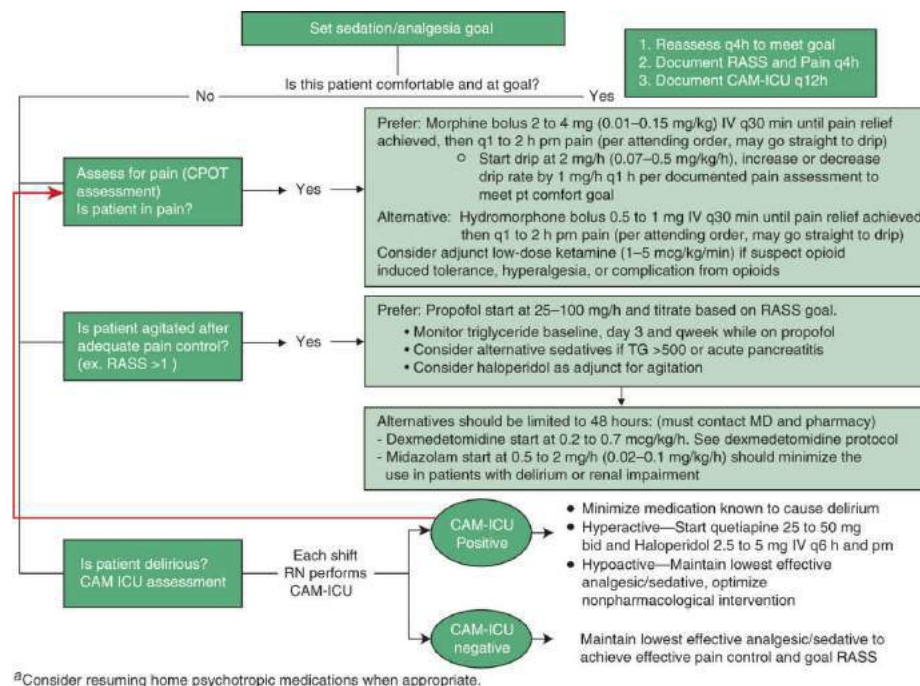 Set sedation/analgesia goal
1. Reassess q4h to meet goal
2. Document RASS and Pain q4h
3. Document CAM-ICU q12h
Is this patient comfortable and at goal?
No
Yes
Assess for pain (CPOT
assessment)
Is patient in pain?
Yes
Prefer: Morphine bolus 2 to 4 mg (0.01–0.15 mg/kg) IV q30 min until pain relief
achieved, then q1 to 2 h prn pain (per attending order, may go straight to drip)
○ Start drip at 2 mg/h (0.07–0.5 mg/kg/h), increase or decrease
drip rate by 1 mg/h q1 h per documented pain assessment to
meet pt comfort goal
Alternative: Hydromorphone bolus 0.5 to 1 mg IV q30 min until pain relief achieved,
then q1 to 2 h prn pain (per attending order, may go straight to drip)
Consider adjunct low-dose ketamine (1–5 mcg/kg/min) if suspect opioid
induced tolerance, hyperalgesia, or complication from opioids
Is patient agitated after
adequate pain control?
(ex. RASS >1 )
Yes
Prefer: Propofol start at 25–100 mg/h and titrate based on RASS goal.
• Monitor triglyceride baseline, day 3 and qweek while on propofol
• Consider alternative sedatives if TG >500 or acute pancreatitis
• Consider haloperidol as adjunct for agitation
Alternatives should be limited to 48 hours: (must contact MD and pharmacy)
- Dexmedetomidine start at 0.2 to 0.7 mcg/kg/h. See dexmedetomidine protocol
- Midazolam start at 0.5 to 2 mg/h (0.02–0.1 mg/kg/h) should minimize the
use in patients with delirium or renal impairment
Is patient delirious?
CAM ICU assessment
Each shift
RN performs
CAM-ICU
CAM-ICU
Positive
• Minimize medication known to cause delirium
• Hyperactive—Start quetiapine 25 to 50 mg
bid and Haloperidol 2.5 to 5 mg IV q6 h and prn
• Hypoactive—Maintain lowest effective
analgesic/sedative, optimize
nonpharmacological intervention
CAM-ICU
negative
Maintain lowest effective analgesic/sedative to
achieve effective pain control and goal RASS
aConsider resuming home psychotropic medications when appropriate.